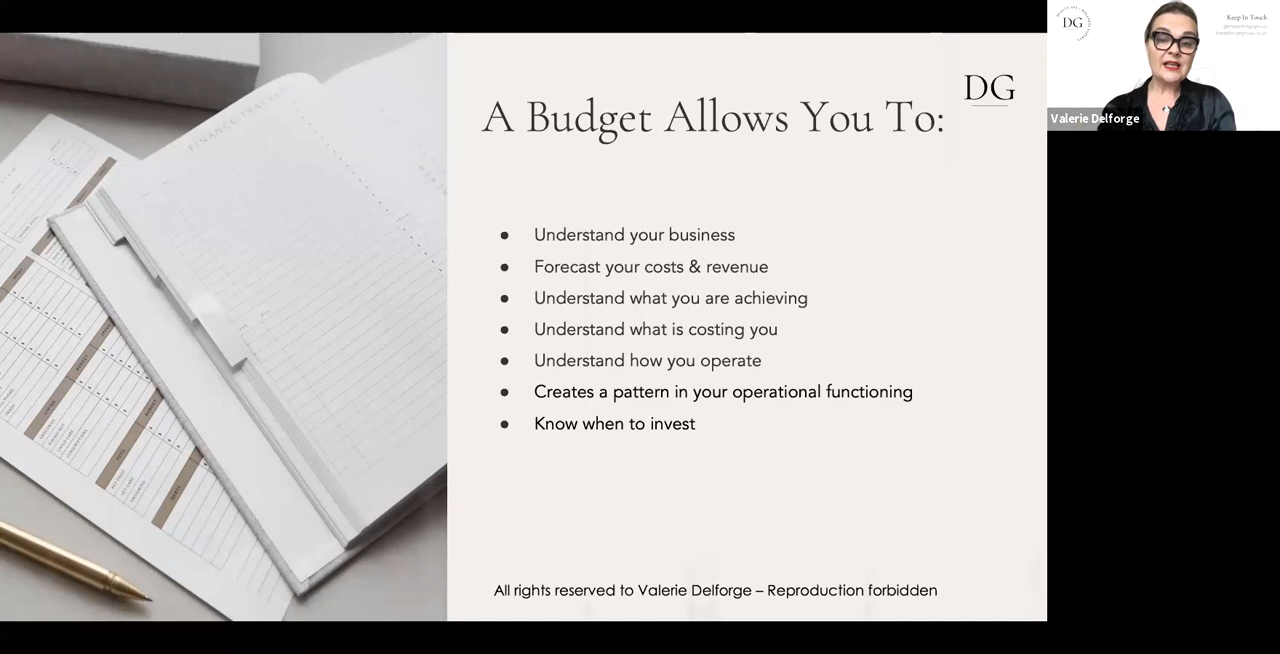 FINANCE TRACKER
A Budget Allows You To:
DG
● Understand your business
● Forecast your costs & revenue
● Understand what you are achieving
● Understand what is costing you
● Understand how you operate
● Creates a pattern in your operational functioning
● Know when to invest
All rights reserved to Valerie Delforge – Reproduction forbidden
DG
Keep In Touch
Valerie Delforge